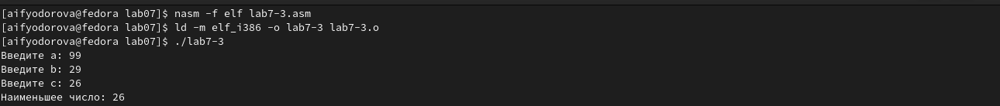 [aifyodorova@fedora lab07]$ nasm -f elf lab7-3.asm
[aifyodorova@fedora lab07]$ ld -m elf_i386 -o lab7-3 lab7-3.o
[aifyodorova@fedora lab07]$ ./lab7-3
Введите a: 99
Введите b: 29
Введите c: 26
Наименьшее число: 26